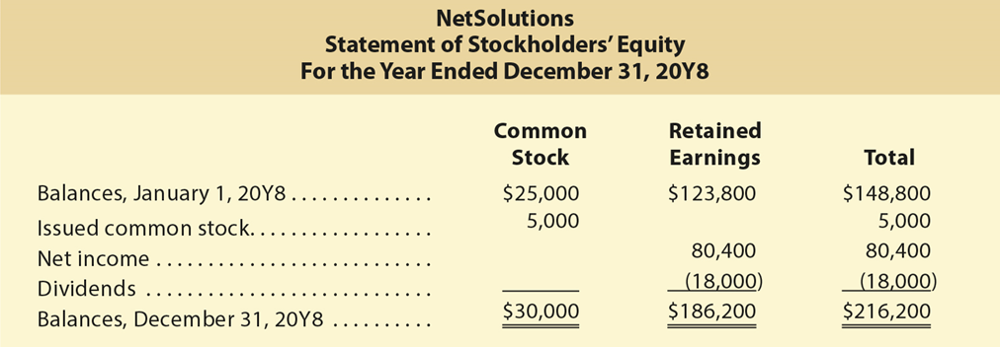 NetSolutions
Statement of Stockholders' Equity
For the Year Ended December 31, 20Y8
Common Stock Retained Earnings Total
Balances, January 1, 20Y8 . . . . . . . . . . . . . . $25,000 $123,800 $148,800
Issued common stock. . . . . . . . . . . . . . . . . . 5,000 5,000
Net income . . . . . . . . . . . . . . . . . . . . . . . . . . . 80,400 80,400
Dividends . . . . . . . . . . . . . . . . . . . . . . . . . . . . (18,000) (18,000)
Balances, December 31, 20Y8 . . . . . . . . . . $30,000 $186,200 $216,200